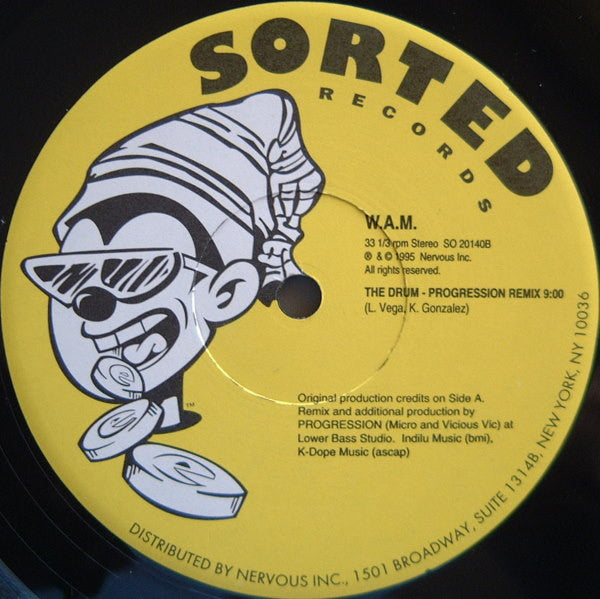 SORTED
RECORDS
W.A.M.
33 1/3 rpm Stereo SO 20140B
℗ & © 1995 Nervous Inc.
All rights reserved.
THE DRUM - PROGRESSION REMIX 9:00
(L. Vega, K. Gonzalez)
Original production credits on Side A.
Remix and additional production by
PROGRESSION (Micro and Vicious Vic) at
Lower Bass Studio. Indilu Music (bmi),
K-Dope Music (ascap)
TM
DISTRIBUTED BY NERVOUS INC., 1501 BROADWAY, SUITE 1314B, NEW YORK, NY 10036